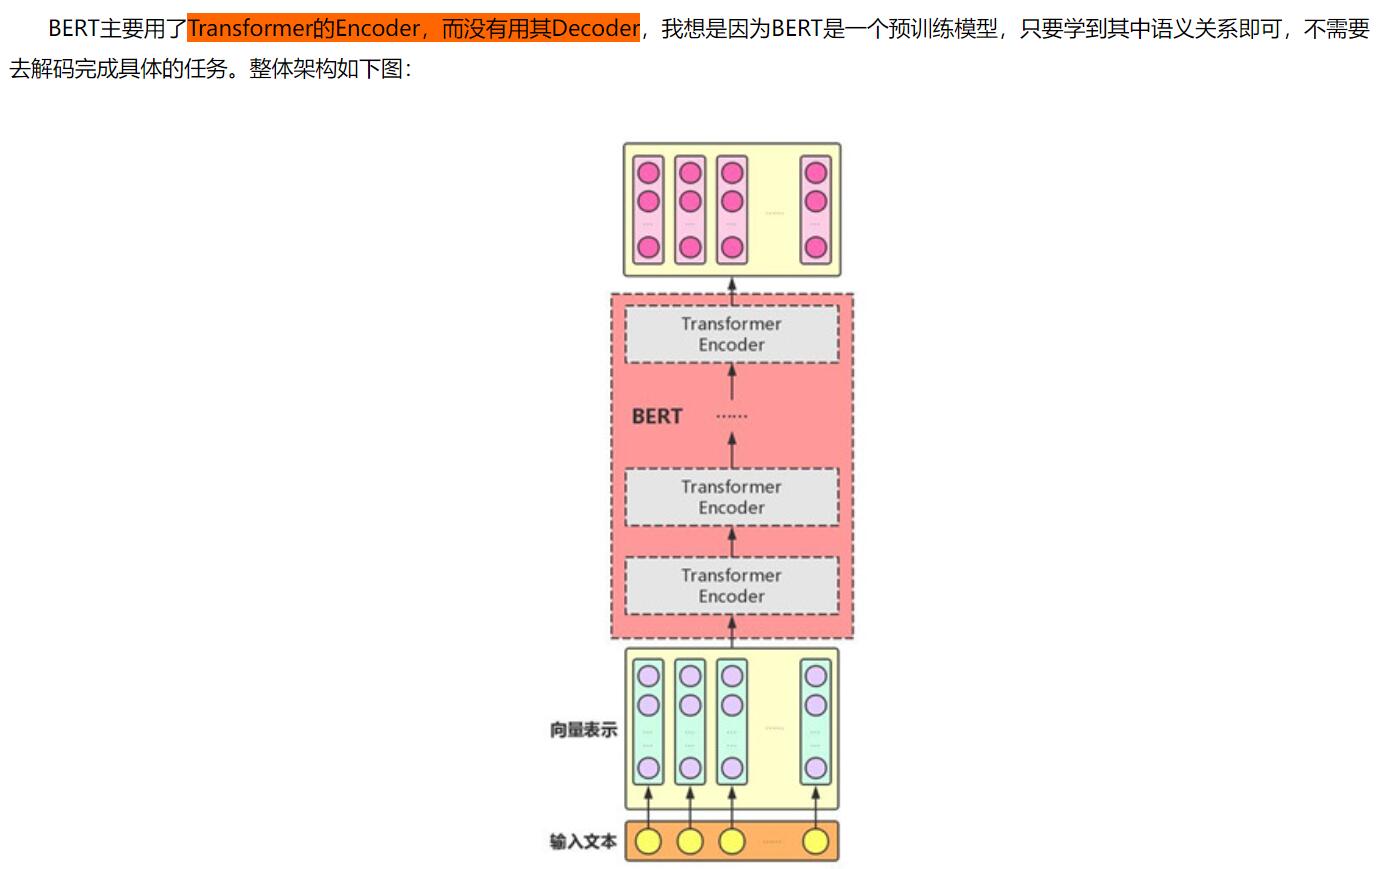 BERT主要用了Transformer的Encoder，而没有用其Decoder，我想是因为BERT是一个预训练模型，只要学到其中语义关系即可，不需要
去解码完成具体的任务。整体架构如下图：
......
Transformer
Encoder
BERT ......
Transformer
Encoder
Transformer
Encoder
向量表示
......
输入文本
......